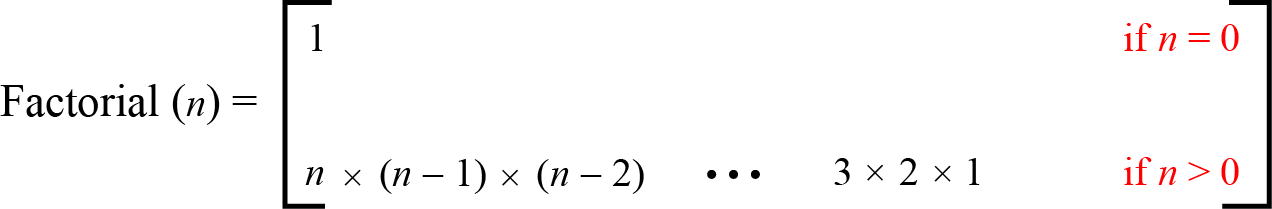 1 if n = 0
Factorial (n) =
n × (n − 1) × (n − 2) ••• 3 × 2 × 1 if n > 0